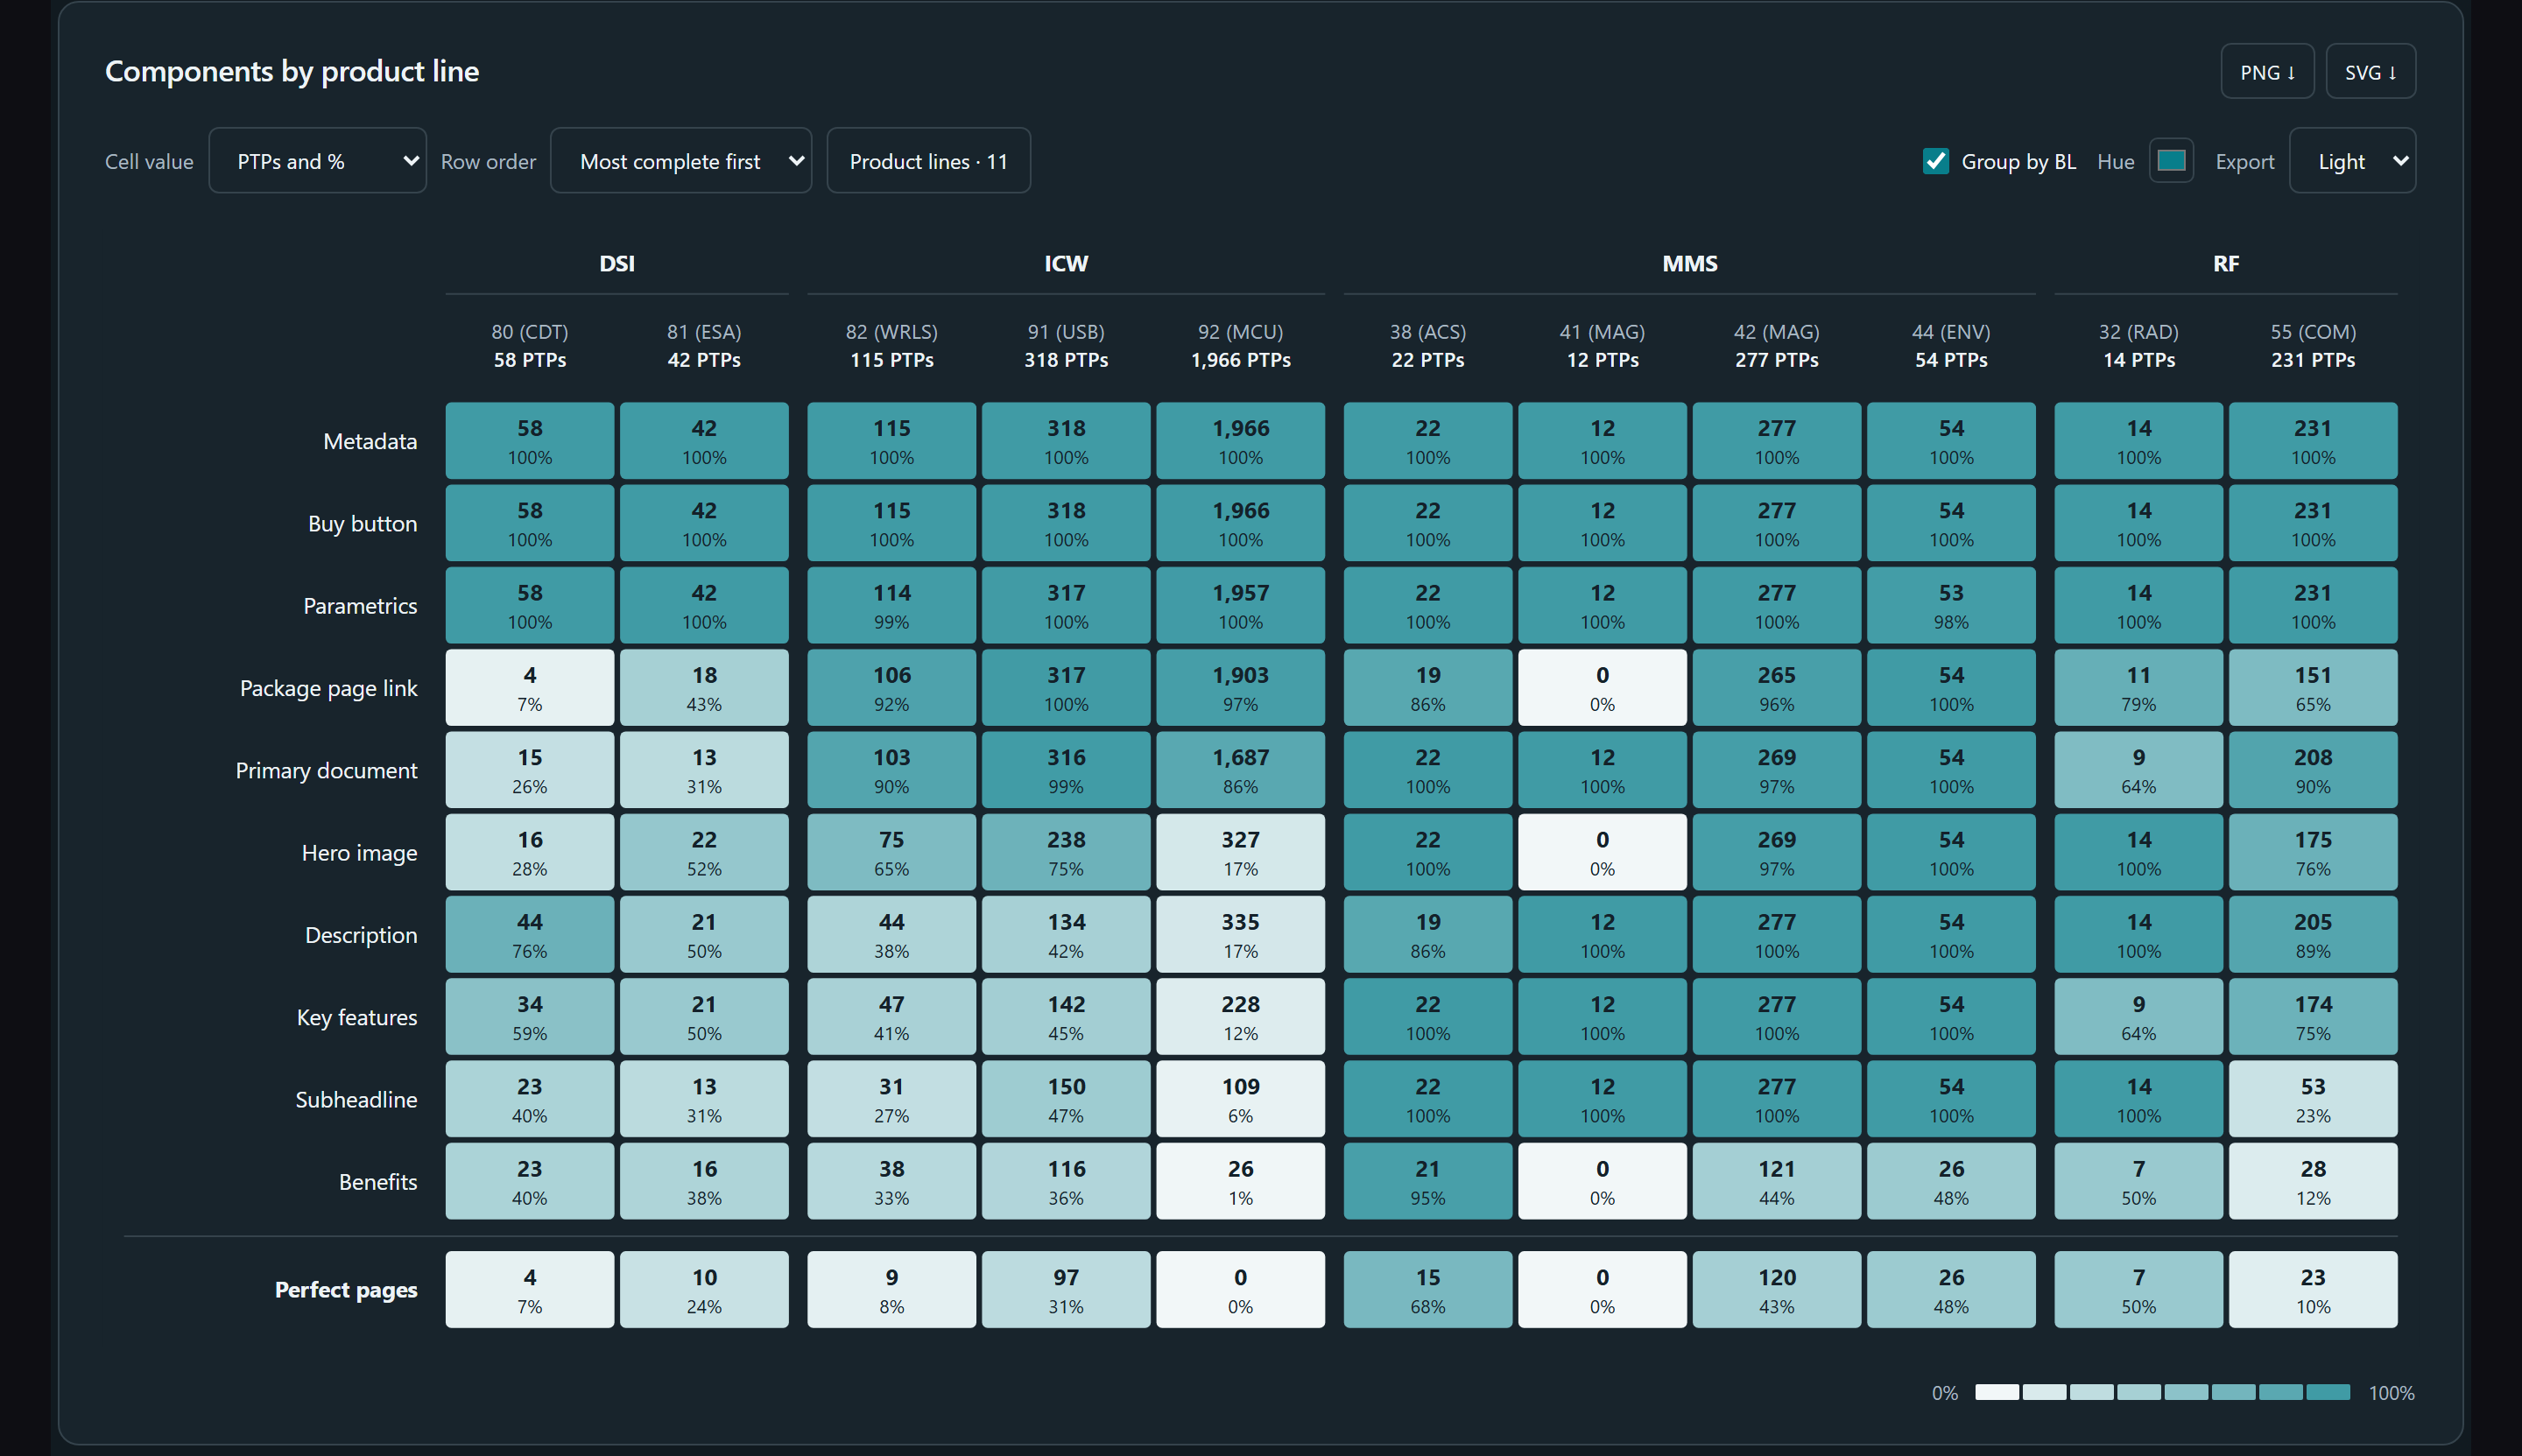 Components by product line
PNG ↓ SVG ↓
Cell value PTPs and % Row order Most complete first Product lines · 11 Group by BL Hue Export Light
DSI ICW MMS RF
80 (CDT) 81 (ESA) 82 (WRLS) 91 (USB) 92 (MCU) 38 (ACS) 41 (MAG) 42 (MAG) 44 (ENV) 32 (RAD) 55 (COM)
58 PTPs 42 PTPs 115 PTPs 318 PTPs 1,966 PTPs 22 PTPs 12 PTPs 277 PTPs 54 PTPs 14 PTPs 231 PTPs
Metadata
58 42 115 318 1,966 22 12 277 54 14 231
100% 100% 100% 100% 100% 100% 100% 100% 100% 100% 100%
Buy button
58 42 115 318 1,966 22 12 277 54 14 231
100% 100% 100% 100% 100% 100% 100% 100% 100% 100% 100%
Parametrics
58 42 114 317 1,957 22 12 277 53 14 231
100% 100% 99% 100% 100% 100% 100% 100% 98% 100% 100%
Package page link
4 18 106 317 1,903 19 0 265 54 11 151
7% 43% 92% 100% 97% 86% 0% 96% 100% 79% 65%
Primary document
15 13 103 316 1,687 22 12 269 54 9 208
26% 31% 90% 99% 86% 100% 100% 97% 100% 64% 90%
Hero image
16 22 75 238 327 22 0 269 54 14 175
28% 52% 65% 75% 17% 100% 0% 97% 100% 100% 76%
Description
44 21 44 134 335 19 12 277 54 14 205
76% 50% 38% 42% 17% 86% 100% 100% 100% 100% 89%
Key features
34 21 47 142 228 22 12 277 54 9 174
59% 50% 41% 45% 12% 100% 100% 100% 100% 64% 75%
Subheadline
23 13 31 150 109 22 12 277 54 14 53
40% 31% 27% 47% 6% 100% 100% 100% 100% 100% 23%
Benefits
23 16 38 116 26 21 0 121 26 7 28
40% 38% 33% 36% 1% 95% 0% 44% 48% 50% 12%
Perfect pages
4 10 9 97 0 15 0 120 26 7 23
7% 24% 8% 31% 0% 68% 0% 43% 48% 50% 10%
0% 100%